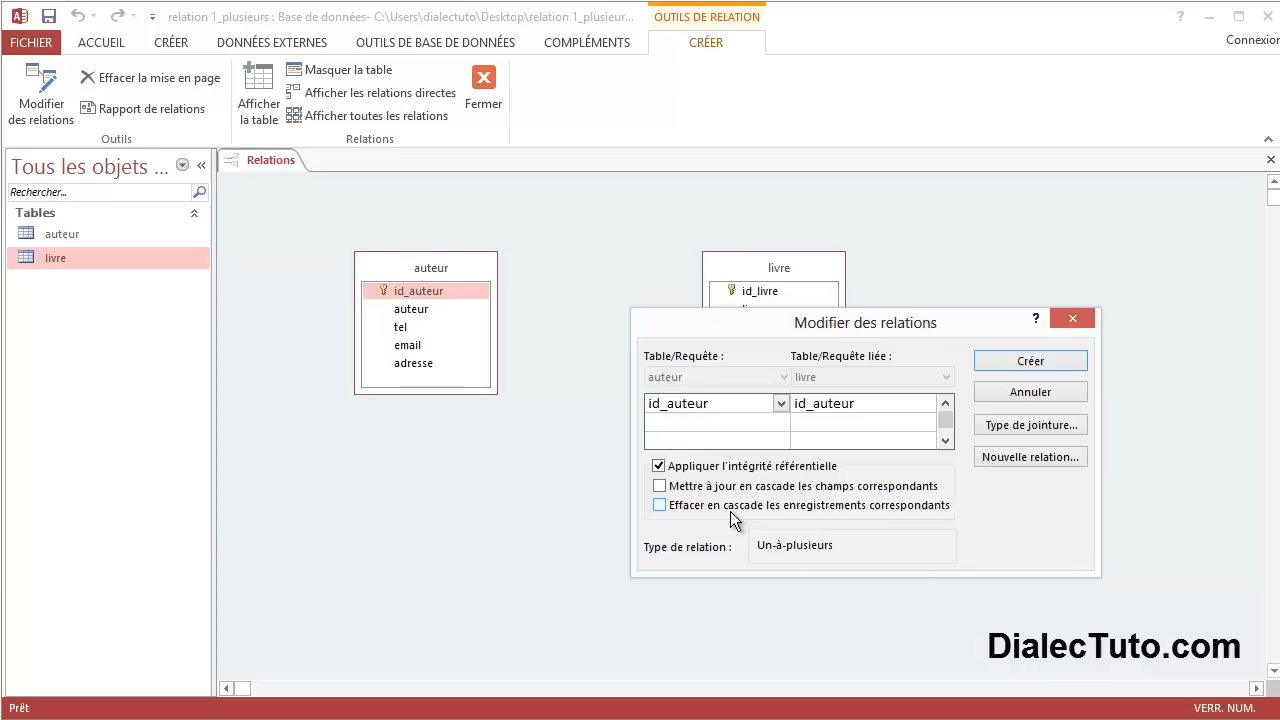 relation 1_plusieurs : Base de données- C:\Users\dialectuto\Desktop\relation 1_plusieur...
OUTILS DE RELATION
?
FICHIER
ACCUEIL
CRÉER
DONNÉES EXTERNES
OUTILS DE BASE DE DONNÉES
COMPLÉMENTS
CRÉER
Connexion
Modifier
des relations
Effacer la mise en page
Rapport de relations
Outils
Afficher
la table
Masquer la table
Afficher les relations directes
Afficher toutes les relations
Fermer
Relations
Tous les objets ...
Rechercher...
Tables
auteur
livre
Relations
auteur
id_auteur
auteur
tel
email
adresse
livre
id_livre
Modifier des relations
?
Table/Requête :
Table/Requête liée :
auteur
livre
id_auteur
id_auteur
Appliquer l'intégrité référentielle
Mettre à jour en cascade les champs correspondants
Effacer en cascade les enregistrements correspondants
Type de relation :
Un-à-plusieurs
Créer
Annuler
Type de jointure...
Nouvelle relation...
DialecTuto.com
Prêt
VERR. NUM.